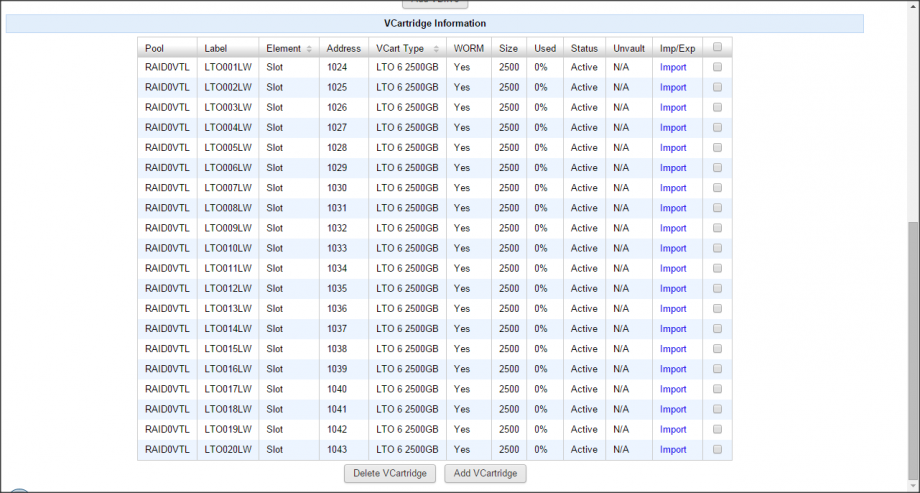 VCartridge Information
Pool Label Element Address VCart Type WORM Size Used Status Unvault Imp/Exp
RAID0VTL LTO001LW Slot 1024 LTO 6 2500GB Yes 2500 0% Active N/A Import
RAID0VTL LTO002LW Slot 1025 LTO 6 2500GB Yes 2500 0% Active N/A Import
RAID0VTL LTO003LW Slot 1026 LTO 6 2500GB Yes 2500 0% Active N/A Import
RAID0VTL LTO004LW Slot 1027 LTO 6 2500GB Yes 2500 0% Active N/A Import
RAID0VTL LTO005LW Slot 1028 LTO 6 2500GB Yes 2500 0% Active N/A Import
RAID0VTL LTO006LW Slot 1029 LTO 6 2500GB Yes 2500 0% Active N/A Import
RAID0VTL LTO007LW Slot 1030 LTO 6 2500GB Yes 2500 0% Active N/A Import
RAID0VTL LTO008LW Slot 1031 LTO 6 2500GB Yes 2500 0% Active N/A Import
RAID0VTL LTO009LW Slot 1032 LTO 6 2500GB Yes 2500 0% Active N/A Import
RAID0VTL LTO010LW Slot 1033 LTO 6 2500GB Yes 2500 0% Active N/A Import
RAID0VTL LTO011LW Slot 1034 LTO 6 2500GB Yes 2500 0% Active N/A Import
RAID0VTL LTO012LW Slot 1035 LTO 6 2500GB Yes 2500 0% Active N/A Import
RAID0VTL LTO013LW Slot 1036 LTO 6 2500GB Yes 2500 0% Active N/A Import
RAID0VTL LTO014LW Slot 1037 LTO 6 2500GB Yes 2500 0% Active N/A Import
RAID0VTL LTO015LW Slot 1038 LTO 6 2500GB Yes 2500 0% Active N/A Import
RAID0VTL LTO016LW Slot 1039 LTO 6 2500GB Yes 2500 0% Active N/A Import
RAID0VTL LTO017LW Slot 1040 LTO 6 2500GB Yes 2500 0% Active N/A Import
RAID0VTL LTO018LW Slot 1041 LTO 6 2500GB Yes 2500 0% Active N/A Import
RAID0VTL LTO019LW Slot 1042 LTO 6 2500GB Yes 2500 0% Active N/A Import
RAID0VTL LTO020LW Slot 1043 LTO 6 2500GB Yes 2500 0% Active N/A Import
Delete VCartridge Add VCartridge